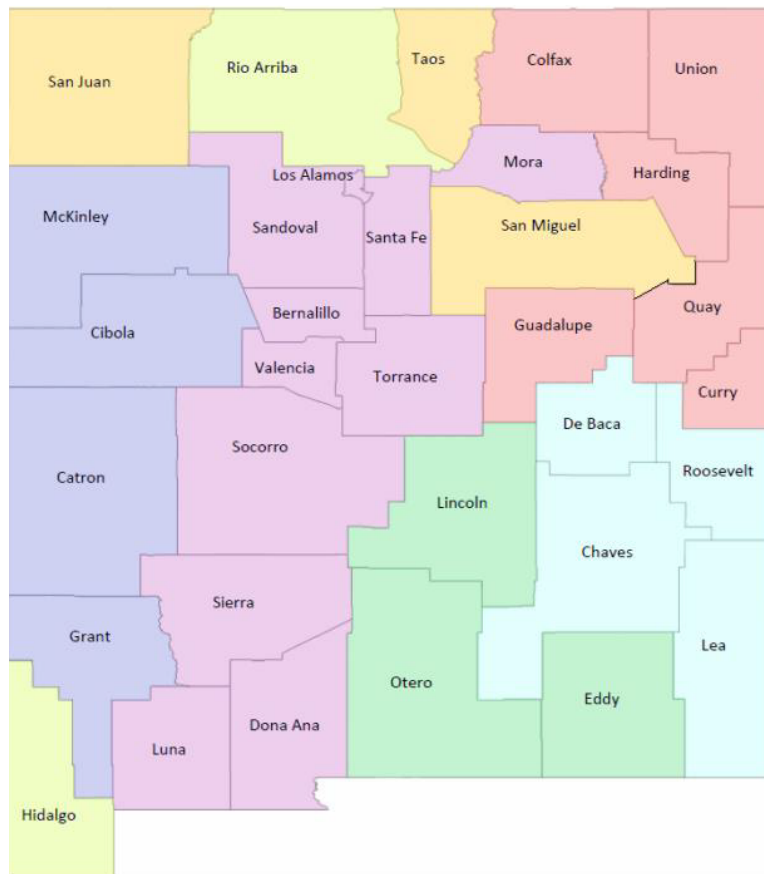 San Juan
Rio Arriba
Taos
Colfax
Union
Mora
Harding
Los Alamos
McKinley
Sandoval
Santa Fe
San Miguel
Quay
Bernalillo
Guadalupe
Cibola
Valencia
Torrance
Curry
De Baca
Socorro
Roosevelt
Catron
Lincoln
Chaves
Sierra
Grant
Lea
Otero
Eddy
Dona Ana
Luna
Hidalgo